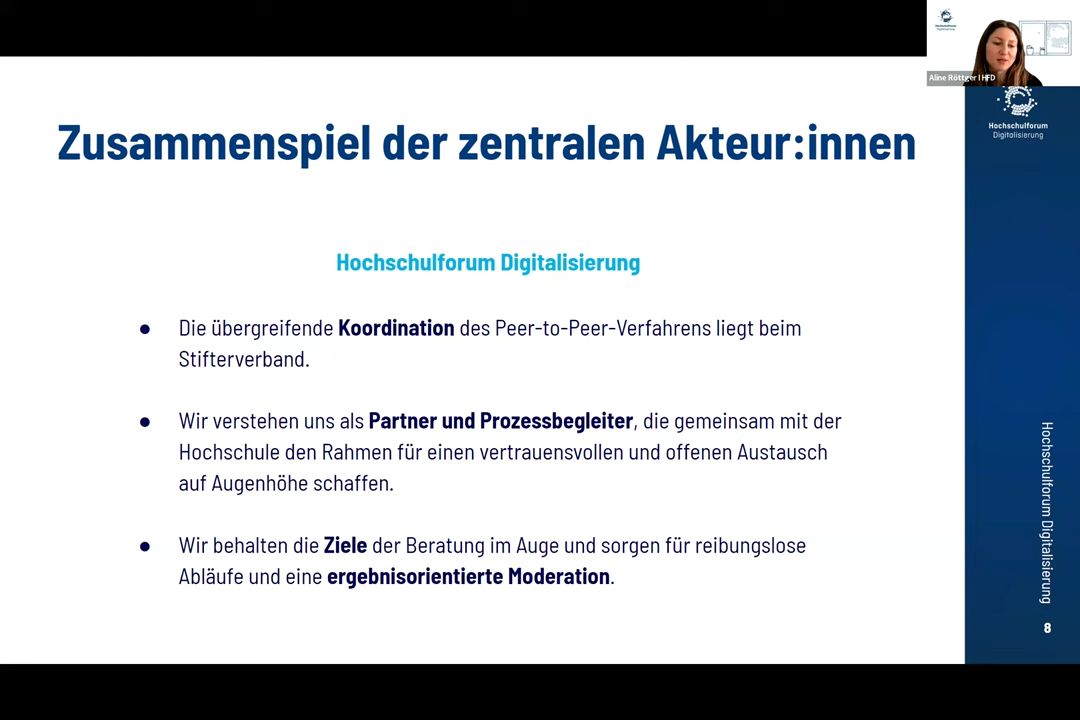 Aline Röttger I HFD
Hochschulforum
Digitalisierung
Zusammenspiel der zentralen Akteur:innen
Hochschulforum Digitalisierung
● Die übergreifende Koordination des Peer-to-Peer-Verfahrens liegt beim
Stifterverband.
● Wir verstehen uns als Partner und Prozessbegleiter, die gemeinsam mit der
Hochschule den Rahmen für einen vertrauensvollen und offenen Austausch
auf Augenhöhe schaffen.
● Wir behalten die Ziele der Beratung im Auge und sorgen für reibungslose
Abläufe und eine ergebnisorientierte Moderation.
Hochschulforum Digitalisierung
8